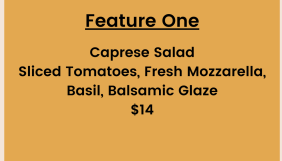 Feature One
Caprese Salad
Sliced Tomatoes, Fresh Mozzarella,
Basil, Balsamic Glaze
$14